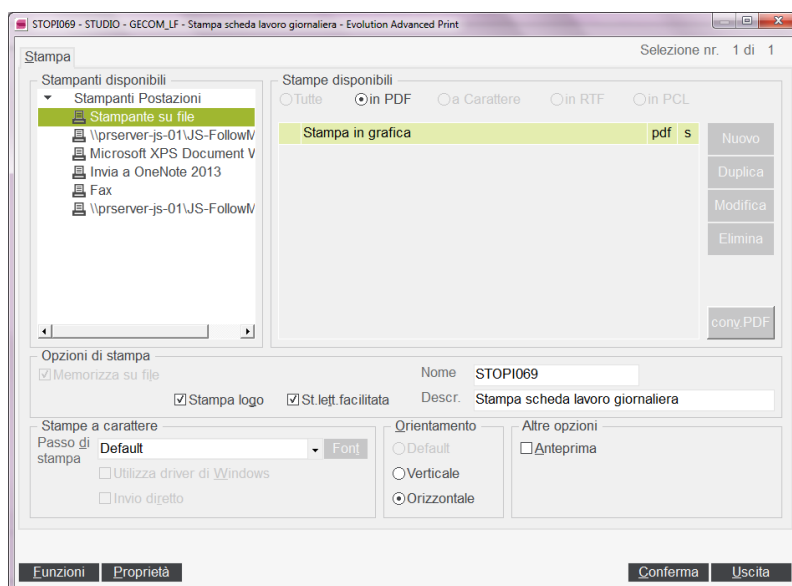 STOPI069 - STUDIO - GECOM_LF - Stampa scheda lavoro giornaliera - Evolution Advanced Print
Stampa
Selezione nr. 1 di 1
Stampanti disponibili
Stampanti Postazioni
Stampante su file
\\prserver-js-01\JS-FollowM
Microsoft XPS Document V
Invia a OneNote 2013
Fax
\\prserver-js-01\JS-FollowM
Stampe disponibili
Tutte in PDF a Carattere in RTF in PCL
Stampa in grafica pdf s
Nuovo
Duplica
Modifica
Elimina
conv PDF
Opzioni di stampa
Memorizza su file
Stampa logo St.lett.facilitata
Nome STOPI069
Descr. Stampa scheda lavoro giornaliera
Stampe a carattere
Passo di stampa Default Font
Utilizza driver di Windows
Invio diretto
Orientamento
Default
Verticale
Orizzontale
Altre opzioni
Anteprima
Funzioni Proprietà Conferma Uscita